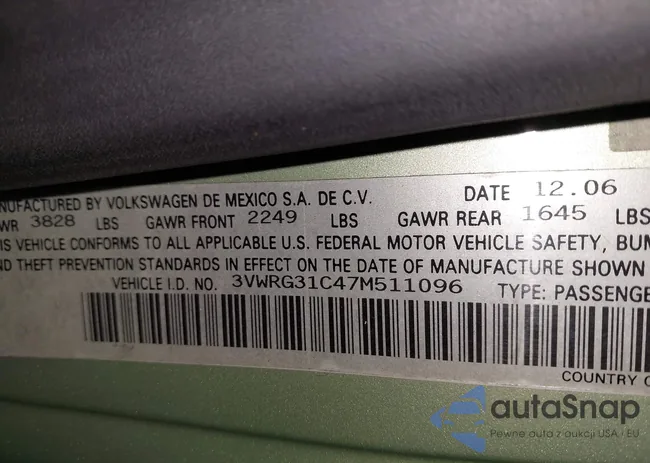 NUFACTURED BY VOLKSWAGEN DE MEXICO S.A. DE C.V. DATE 12.06
WR 3828 LBS GAWR FRONT 2249 LBS GAWR REAR 1645 LBS
IS VEHICLE CONFORMS TO ALL APPLICABLE U.S. FEDERAL MOTOR VEHICLE SAFETY, BUM
ND THEFT PREVENTION STANDARDS IN EFFECT ON THE DATE OF MANUFACTURE SHOWN
VEHICLE I.D. NO. 3VWRG31C47M511096 TYPE: PASSENGE
COUNTRY O
autaSnap
Pewne auta z aukcji USA i EU